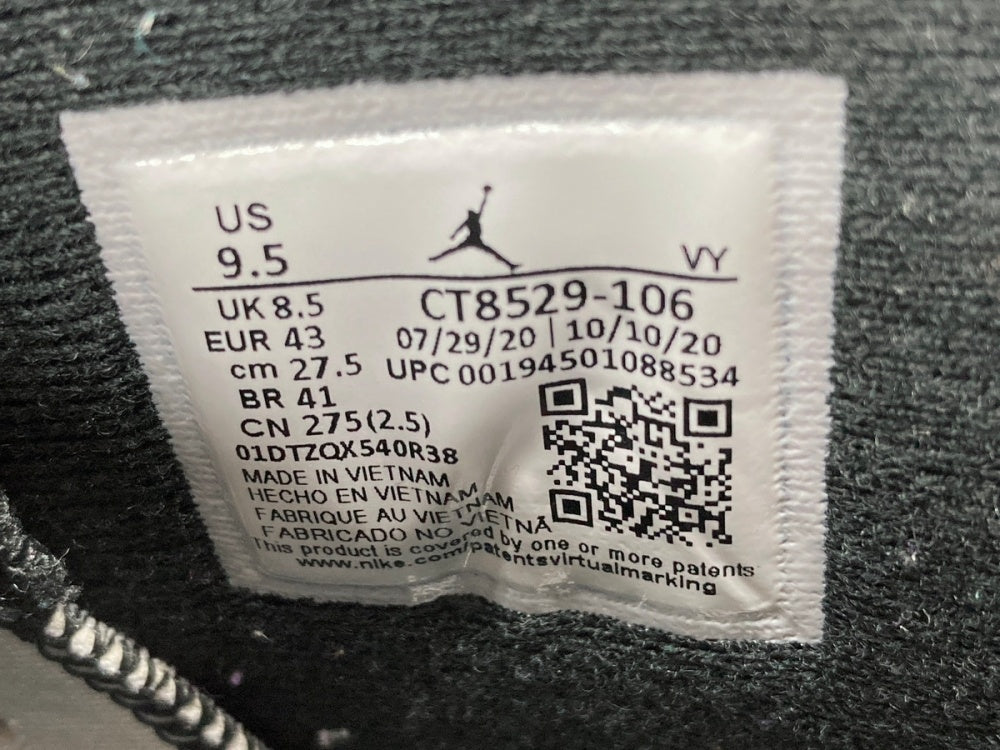 US
9.5
VY
UK 8.5
EUR 43
cm 27.5
BR 41
CN 275(2.5)
01DTZQX540R38
CT8529-106
07/29/20 | 10/10/20
UPC 00194501088534
MADE IN VIETNAM
HECHO EN VIETNAM
FABRIQUE AU VIETNAM
FABRICADO NO VIETNÃ
This product is covered by one or more patents
www.nike.com/patentsvirtualmarking